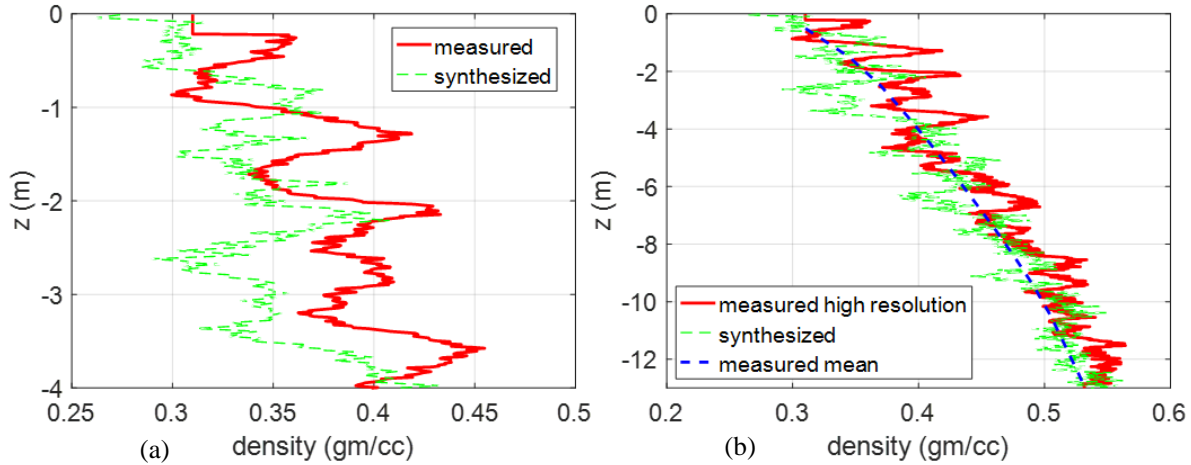 0
-1
-2
-3
-4
z (m)
0.25 0.3 0.35 0.4 0.45 0.5
density (gm/cc)
measured
synthesized
(a)
0
-2
-4
-6
-8
-10
-12
z (m)
0.2 0.3 0.4 0.5 0.6
density (gm/cc)
measured high resolution
synthesized
measured mean
(b)